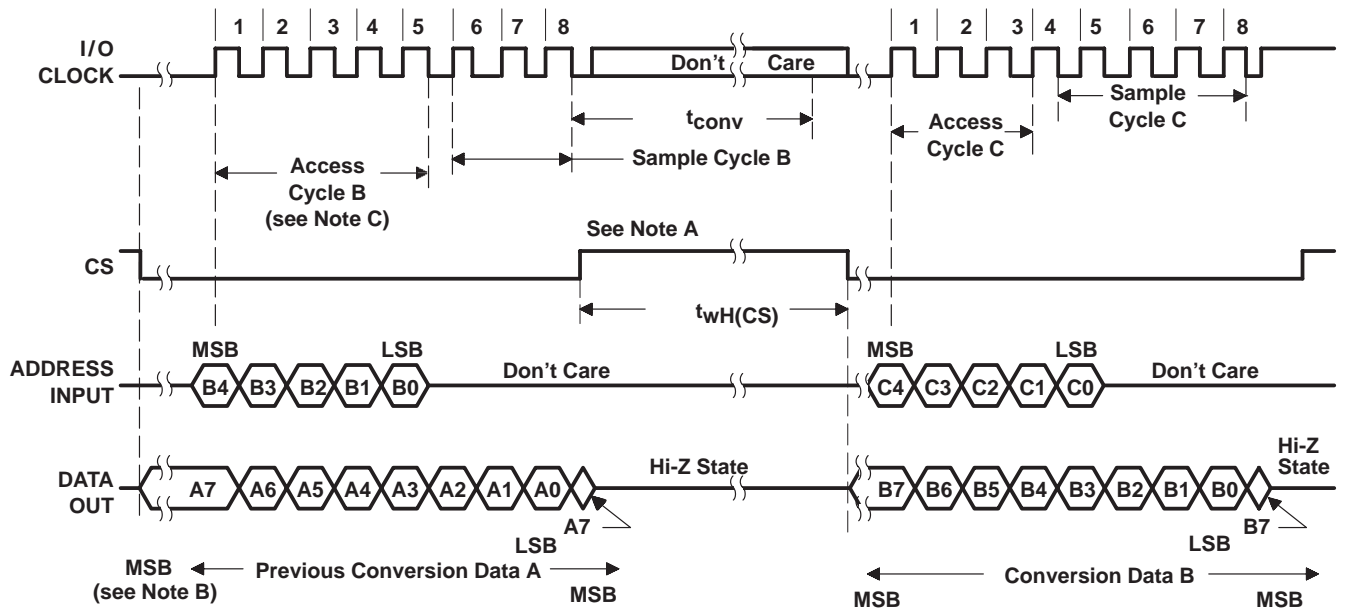 1 2 3 4 5 6 7 8 1 2 3 4 5 6 7 8
I/O
CLOCK
Don't Care
tconv
Access
Cycle B
(see Note C)
Sample Cycle B
Access
Cycle C
Sample
Cycle C
CS
See Note A
twH(CS)
ADDRESS
INPUT
MSB LSB
B4 B3 B2 B1 B0
Don't Care
MSB LSB
C4 C3 C2 C1 C0
Don't Care
DATA
OUT
A7 A6 A5 A4 A3 A2 A1 A0
Hi-Z State
B7 B6 B5 B4 B3 B2 B1 B0
Hi-Z
State
A7
LSB
B7
LSB
MSB
(see Note B)
Previous Conversion Data A
MSB
Conversion Data B
MSB MSB